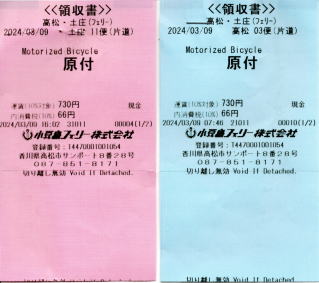 <<領収書>>
高松・土庄(フェリー)
2024/03/09 土庄 11便(片道)
Motorized Bicycle
原付
運賃(10%対象) 730円 現金
内消費税(10%) 66円
2024/03/09 16:02 31011 00004(1/2)
小豆島フェリー株式会社
登録番号:T4470001001054
香川県高松市サンポート8番28号
087-851-8171
切り離し無効 Void If Detached.
<<領収書>>
高松・土庄(フェリー)
2024/03/09 高松 03便(片道)
Motorized Bicycle
原付
運賃(10%対象) 730円 現金
内消費税(10%) 66円
2024/03/09 07:46 21011 00010(1/2)
小豆島フェリー株式会社
登録番号:T4470001001054
香川県高松市サンポート8番28号
087-851-8171
切り離し無効 Void If Detached.
切り離し無効 Void If Detached.